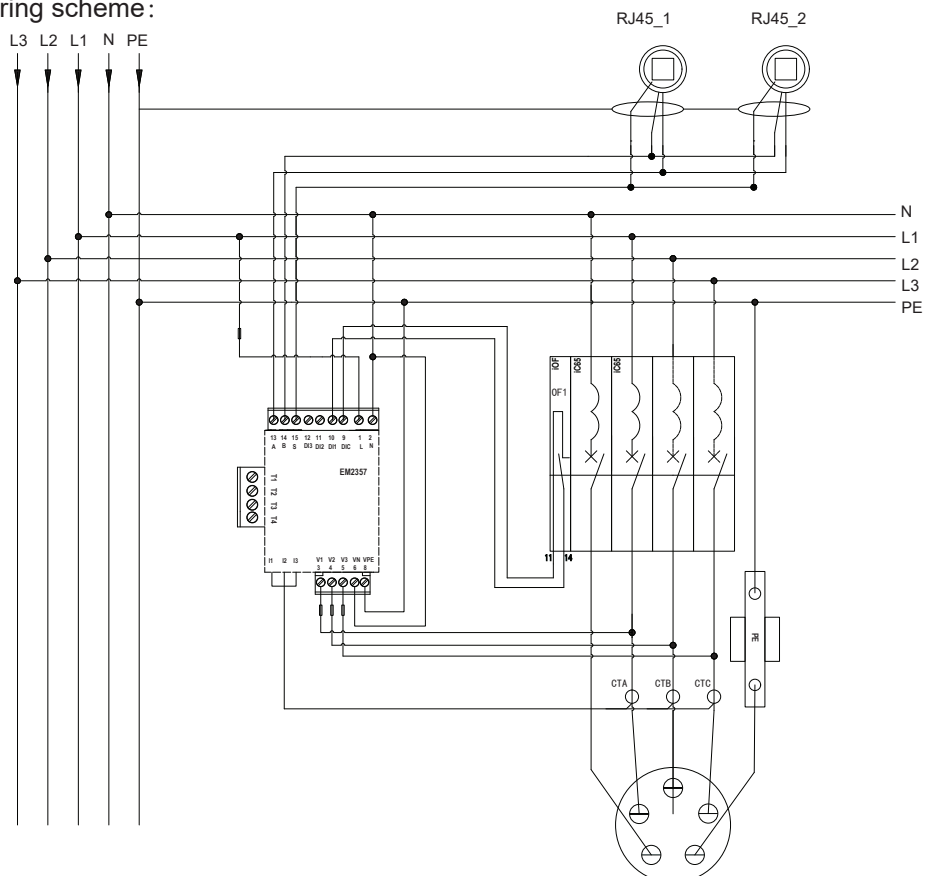 ring scheme:
RJ45_1 RJ45_2
L3 L2 L1 N PE
N
L1
L2
L3
PE
iOF iC65 iC65
OF1
13 14 15 12 11 10 9 1 2
A B S DI3 DI2 DI1 DIC L N
EM2357
T1
T2
T3
T4
I1 I2 I3 V1 V2 V3 VN VPE
3 4 5 6 8
11 14
PE
CTA CTB CTC